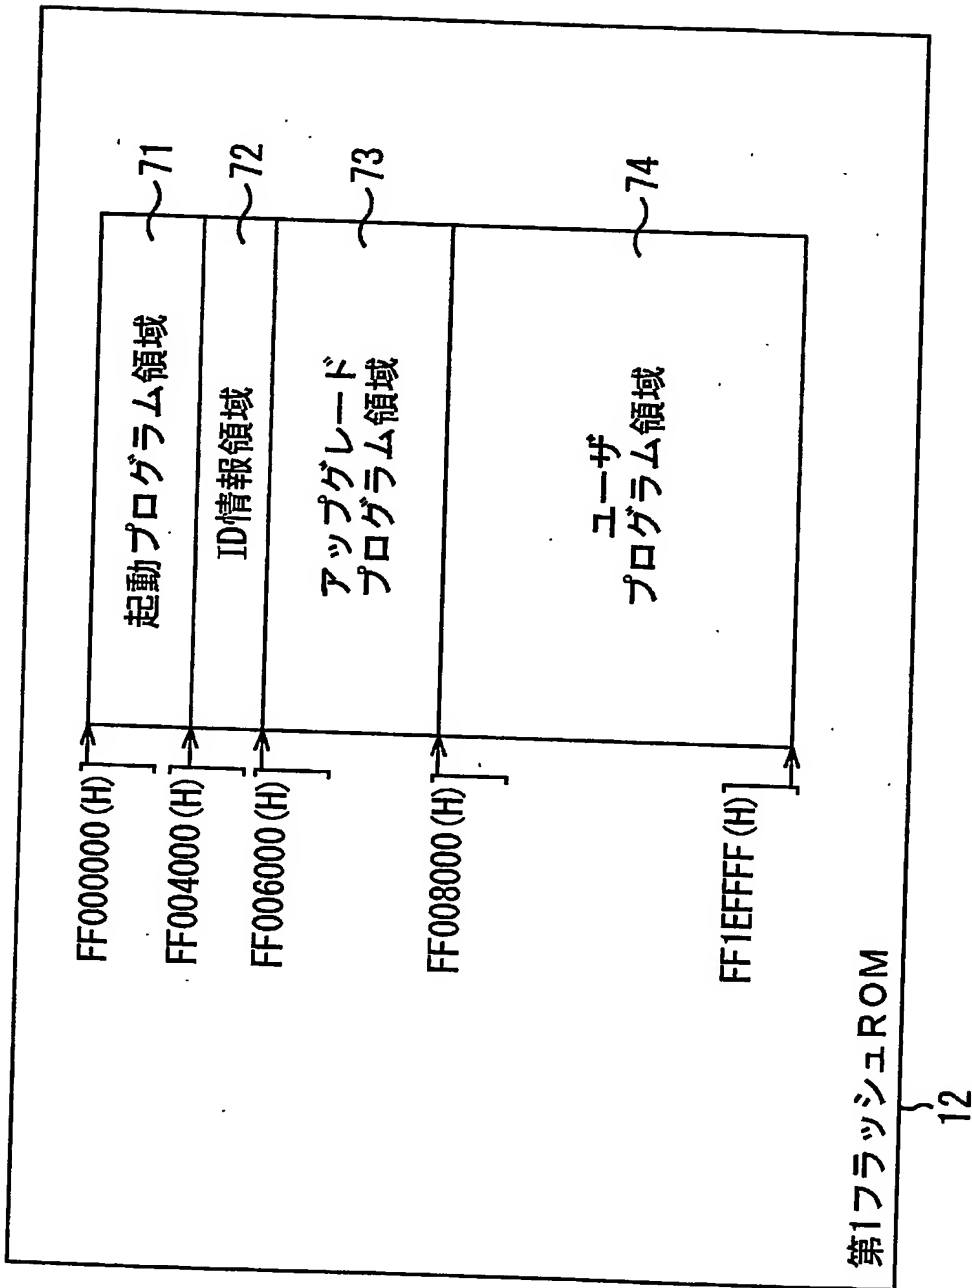 FF000000(H)
起動プログラム領域
71
FF004000(H)
ID情報領域
72
FF006000(H)
アップグレード
プログラム領域
73
FF008000(H)
ユーザ
プログラム領域
74
FF1EFFFF(H)
第1フラッシュROM
12